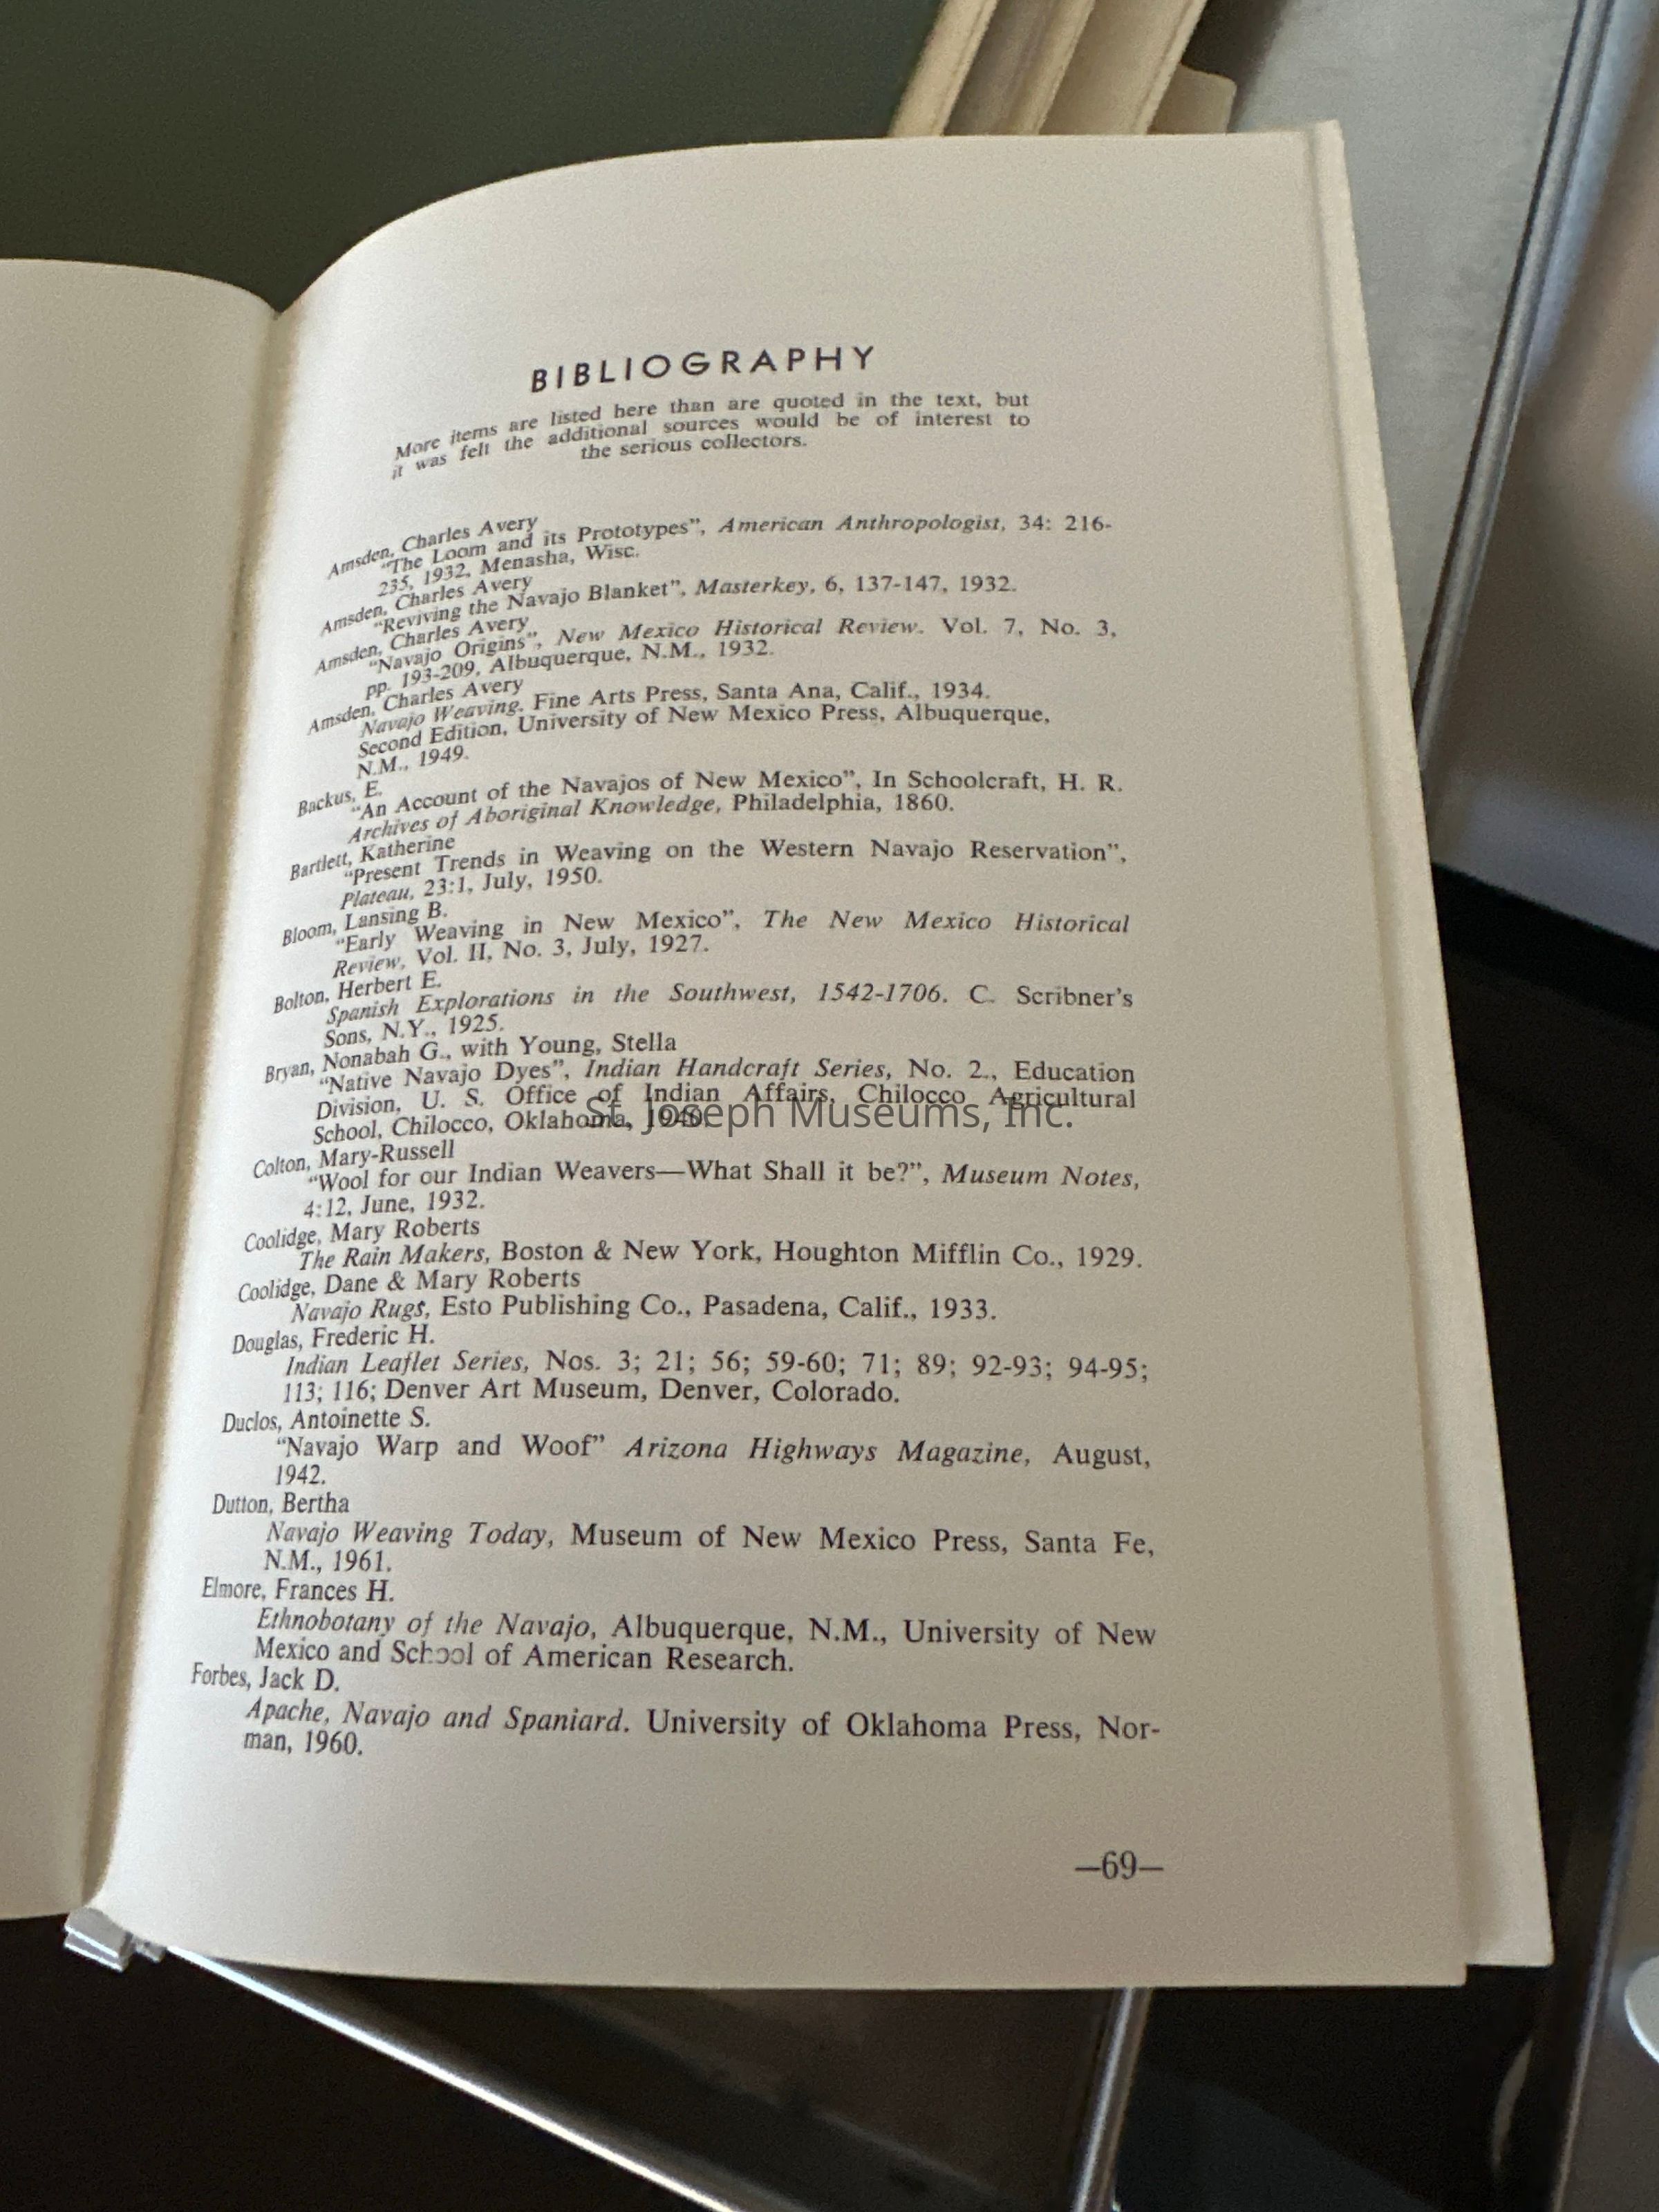 BIBLIOGRAPHY
More items are listed here than are quoted in the text, but
it was felt the additional sources would be of interest to
the serious collectors.
Amsden, Charles Avery
“The Loom and its Prototypes”, American Anthropologist, 34: 216-
235, 1932, Menasha, Wisc.
Amsden, Charles Avery
“Reviving the Navajo Blanket”, Masterkey, 6, 137-147, 1932.
Amsden, Charles Avery
“Navajo Origins”, New Mexico Historical Review. Vol. 7, No. 3,
pp. 193-209, Albuquerque, N.M., 1932.
Amsden, Charles Avery
Navajo Weaving. Fine Arts Press, Santa Ana, Calif., 1934.
Second Edition, University of New Mexico Press, Albuquerque,
N.M., 1949.
Backus, E.
“An Account of the Navajos of New Mexico”, In Schoolcraft, H. R.
Archives of Aboriginal Knowledge, Philadelphia, 1860.
Bartlett, Katherine
“Present Trends in Weaving on the Western Navajo Reservation”,
Plateau, 23:1, July, 1950.
Bloom, Lansing B.
“Early Weaving in New Mexico”, The New Mexico Historical
Review, Vol. II, No. 3, July, 1927.
Bolton, Herbert E.
Spanish Explorations in the Southwest, 1542-1706. C. Scribner's
Sons, N.Y., 1925.
Bryan, Nonabah G., with Young, Stella
“Native Navajo Dyes”, Indian Handcraft Series, No. 2., Education
Division, U. S. Office of Indian Affairs, Chilocco Agricultural
School, Chilocco, Oklahoma, 1940.
St. Joseph Museums, Inc.
Colton, Mary-Russell
“Wool for our Indian Weavers—What Shall it be?”, Museum Notes,
4:12, June, 1932.
Coolidge, Mary Roberts
The Rain Makers, Boston & New York, Houghton Mifflin Co., 1929.
Coolidge, Dane & Mary Roberts
Navajo Rugs, Esto Publishing Co., Pasadena, Calif., 1933.
Douglas, Frederic H.
Indian Leaflet Series, Nos. 3; 21; 56; 59-60; 71; 89; 92-93; 94-95;
113; 116; Denver Art Museum, Denver, Colorado.
Duclos, Antoinette S.
“Navajo Warp and Woof” Arizona Highways Magazine, August,
1942.
Dutton, Bertha
Navajo Weaving Today, Museum of New Mexico Press, Santa Fe,
N.M., 1961.
Elmore, Frances H.
Ethnobotany of the Navajo, Albuquerque, N.M., University of New
Mexico and School of American Research.
Forbes, Jack D.
Apache, Navajo and Spaniard. University of Oklahoma Press, Nor-
man, 1960.
—69—